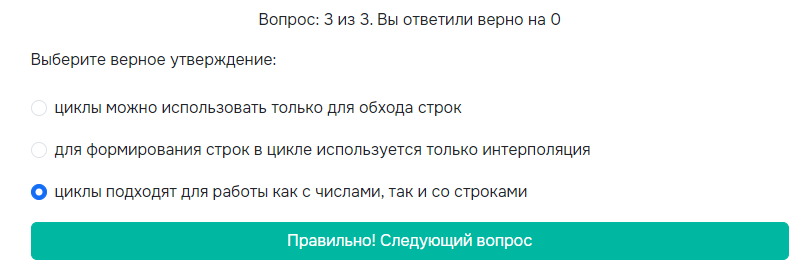 Вопрос: 3 из 3. Вы ответили верно на 0
Выберите верное утверждение:
циклы можно использовать только для обхода строк
для формирования строк в цикле используется только интерполяция
циклы подходят для работы как с числами, так и со строками
Правильно! Следующий вопрос